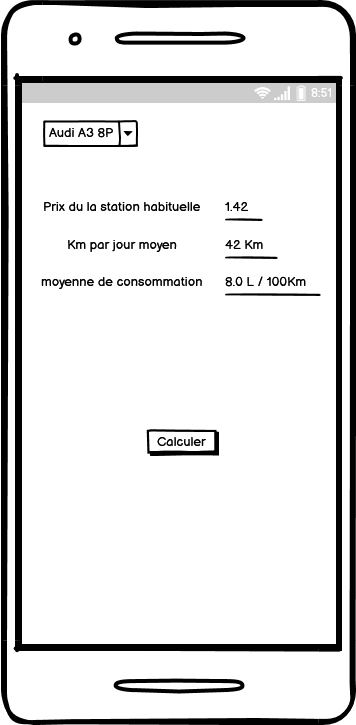 8:51
Audi A3 8P
Prix du la station habituelle 1.42
Km par jour moyen 42 Km
moyenne de consommation 8.0 L / 100Km
Calculer